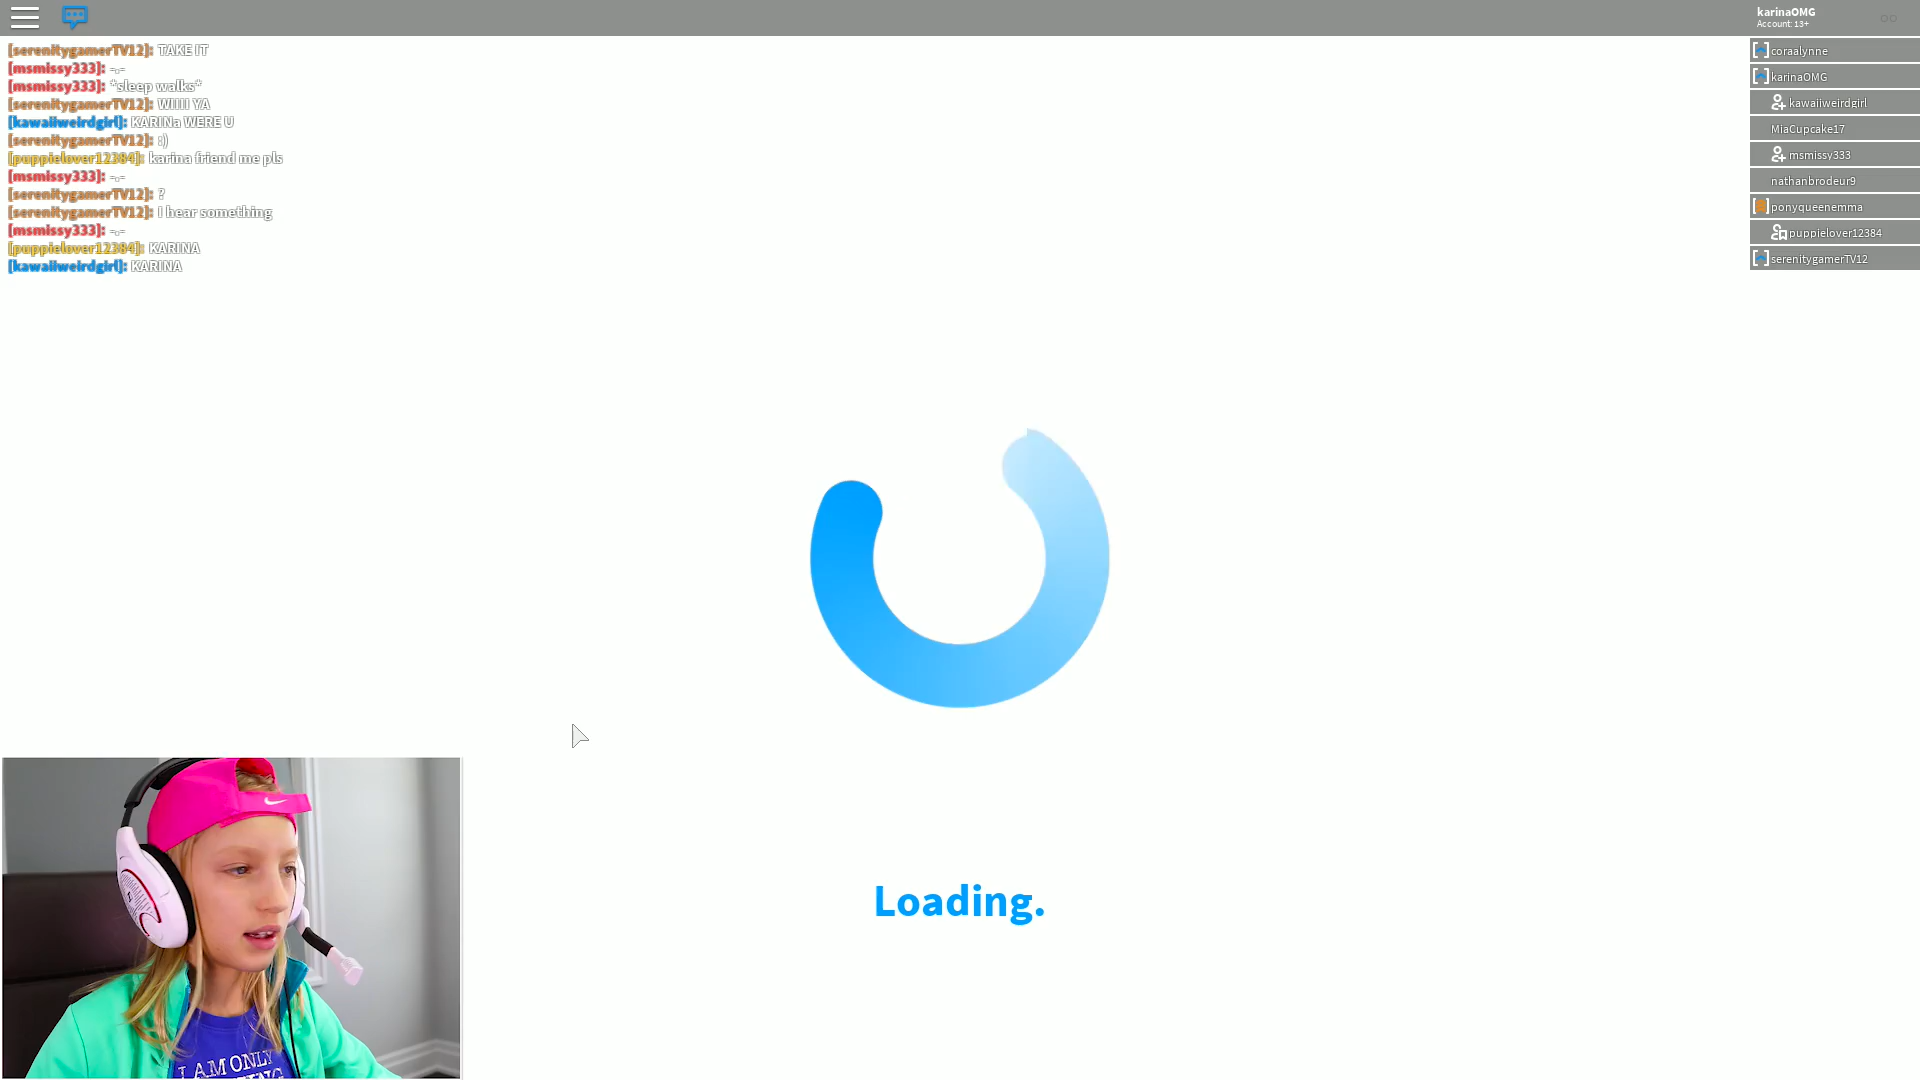 karinaOMG
Account: 13+
[serenitygamerTV12]: TAKE IT
[msmissy333]: -.-
[msmissy333]: *sleep walks*
[serenitygamerTV12]: WIIII YA
[kawaiiweirdgirl]: KARINa WERE U
[serenitygamerTV12]: :)
[puppielover12384]: karina friend me pls
[msmissy333]: -.-
[serenitygamerTV12]: ?
[serenitygamerTV12]: I hear something
[msmissy333]: -.-
[puppielover12384]: KARINA
[kawaiiweirdgirl]: KARINA
coraalynne
karinaOMG
kawaiiweirdgirl
MiaCupcake17
msmissy333
nathanbrodeur9
ponyqueenemma
puppielover12384
serenitygamerTV12
Loading.
I AM ONLY